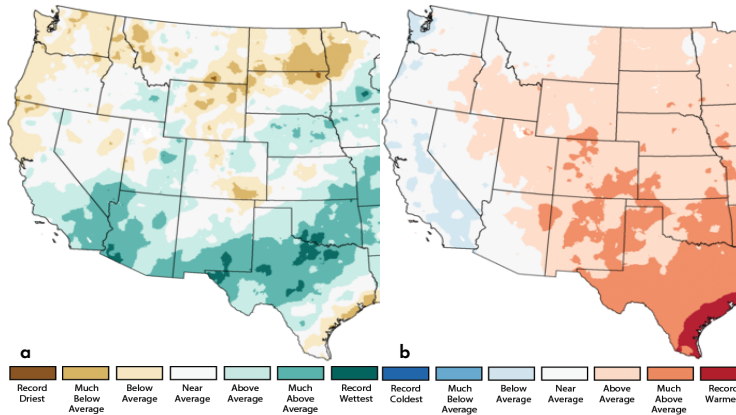 a
b
Record Driest
Much Below Average
Below Average
Near Average
Above Average
Much Above Average
Record Wettest
Record Coldest
Much Below Average
Below Average
Near Average
Above Average
Much Above Average
Record